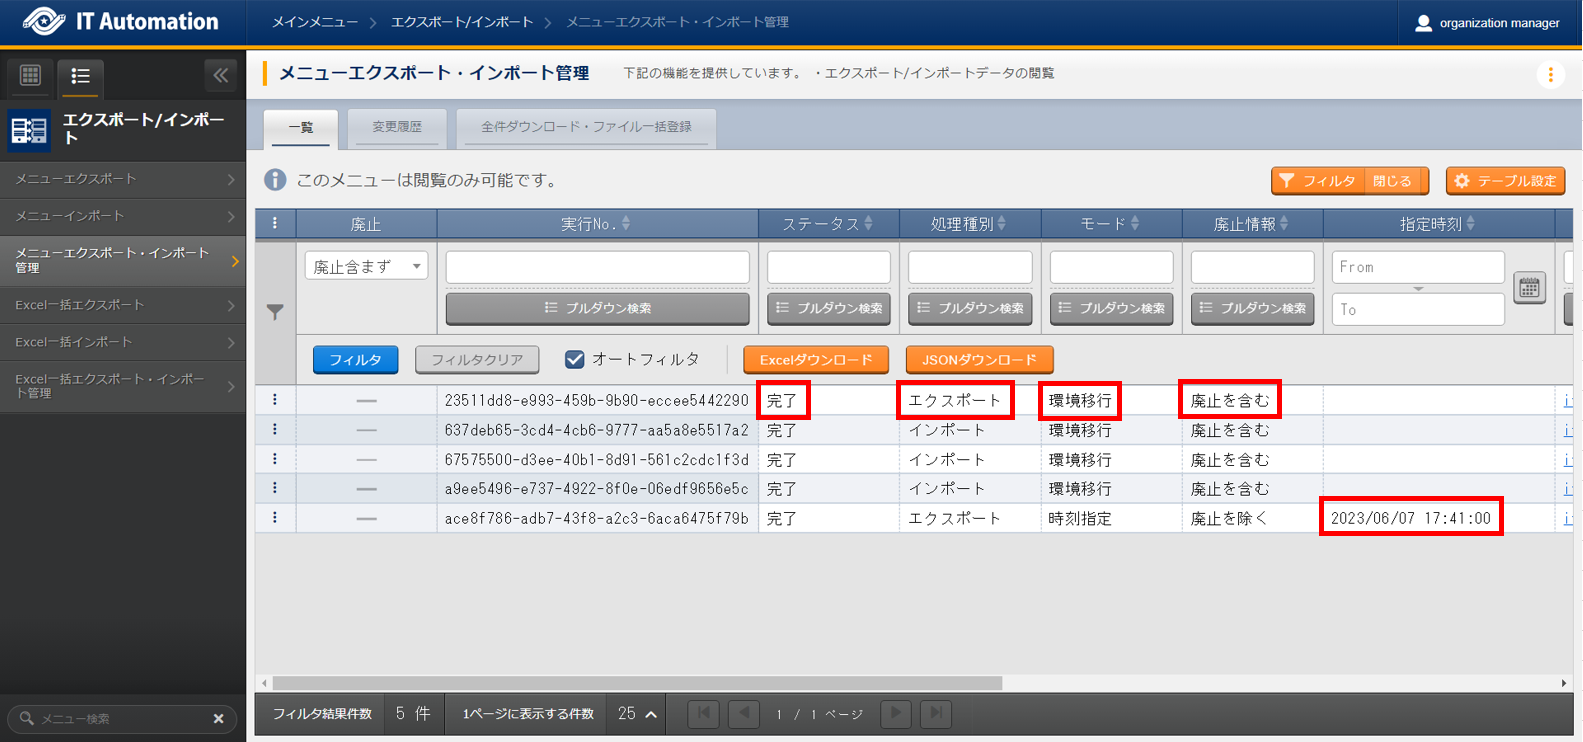 IT Automation
メインメニュー
エクスポート/インポート
メニューエクスポート・インポート管理
organization manager
エクスポート/インポー
ト
メニューエクスポート
メニューインポート
メニューエクスポート・インポート
管理
Excel一括エクスポート
Excel一括インポート
Excel一括エクスポート・インポー
ト管理
メニュー検索
メニューエクスポート・インポート管理
下記の機能を提供しています。 ・エクスポート/インポートデータの閲覧
一覧
変更履歴
全件ダウンロード・ファイル一括登録
このメニューは閲覧のみ可能です。
フィルタ 閉じる
テーブル設定
廃止 実行No. ステータス 処理種別 モード 廃止情報 指定時刻
廃止含まず
From
To
プルダウン検索 プルダウン検索 プルダウン検索 プルダウン検索 プルダウン検索
フィルタ フィルタクリア オートフィルタ Excelダウンロード JSONダウンロード
— 23511dd8-e993-459b-9b90-eccee5442290 完了 エクスポート 環境移行 廃止を含む
— 637deb65-3cd4-4cb6-9777-aa5a8e5517a2 完了 インポート 環境移行 廃止を含む
— 67575500-d3ee-40b1-8d91-561c2cdc1f3d 完了 インポート 環境移行 廃止を含む
— a9ee5496-e737-4922-8f0e-06edf9656e5c 完了 インポート 環境移行 廃止を含む
— ace8f786-adb7-43f8-a2c3-6aca6475f79b 完了 エクスポート 時刻指定 廃止を除く 2023/06/07 17:41:00
フィルタ結果件数 5 件 1ページに表示する件数 25 1 / 1 ページ